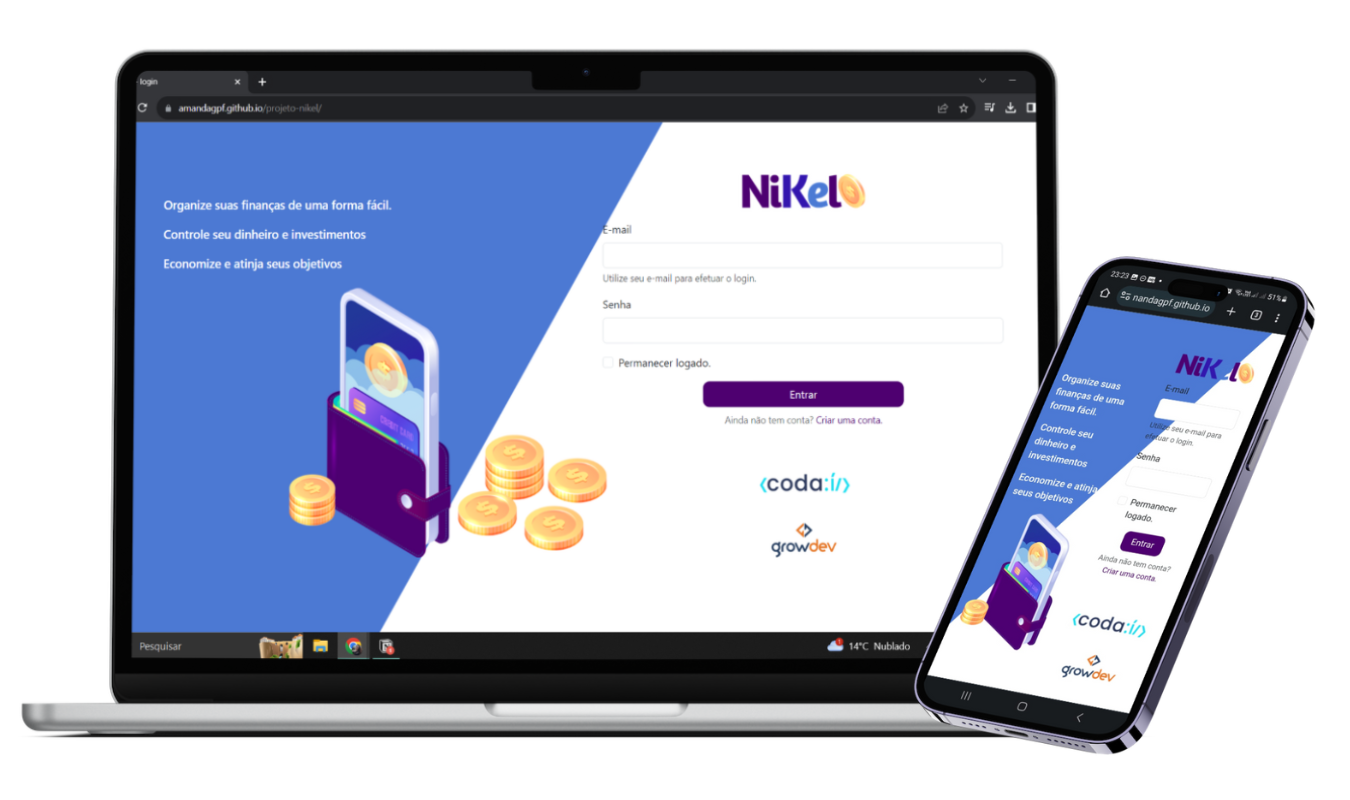 login
amandagpf.github.io/projeto-nikel/
Organize suas finanças de uma forma fácil.
Controle seu dinheiro e investimentos
Economize e atinja seus objetivos
CREDIT CARD
NiKel
E-mail
Utilize seu e-mail para efetuar o login.
Senha
Permanecer logado.
Entrar
Ainda não tem conta? Criar uma conta.
<coda:i/>
growdev
Pesquisar
14°C Nublado
23:23
51%
nandagpf.github.io
NiKel
Organize suas
finanças de uma
forma fácil.
Controle seu
dinheiro e
investimentos
Economize e atinja
seus objetivos
E-mail
Utilize seu e-mail para
efetuar o login.
Senha
Permanecer
logado.
Entrar
Ainda não tem conta?
Criar uma conta.
<coda:i/>
growdev